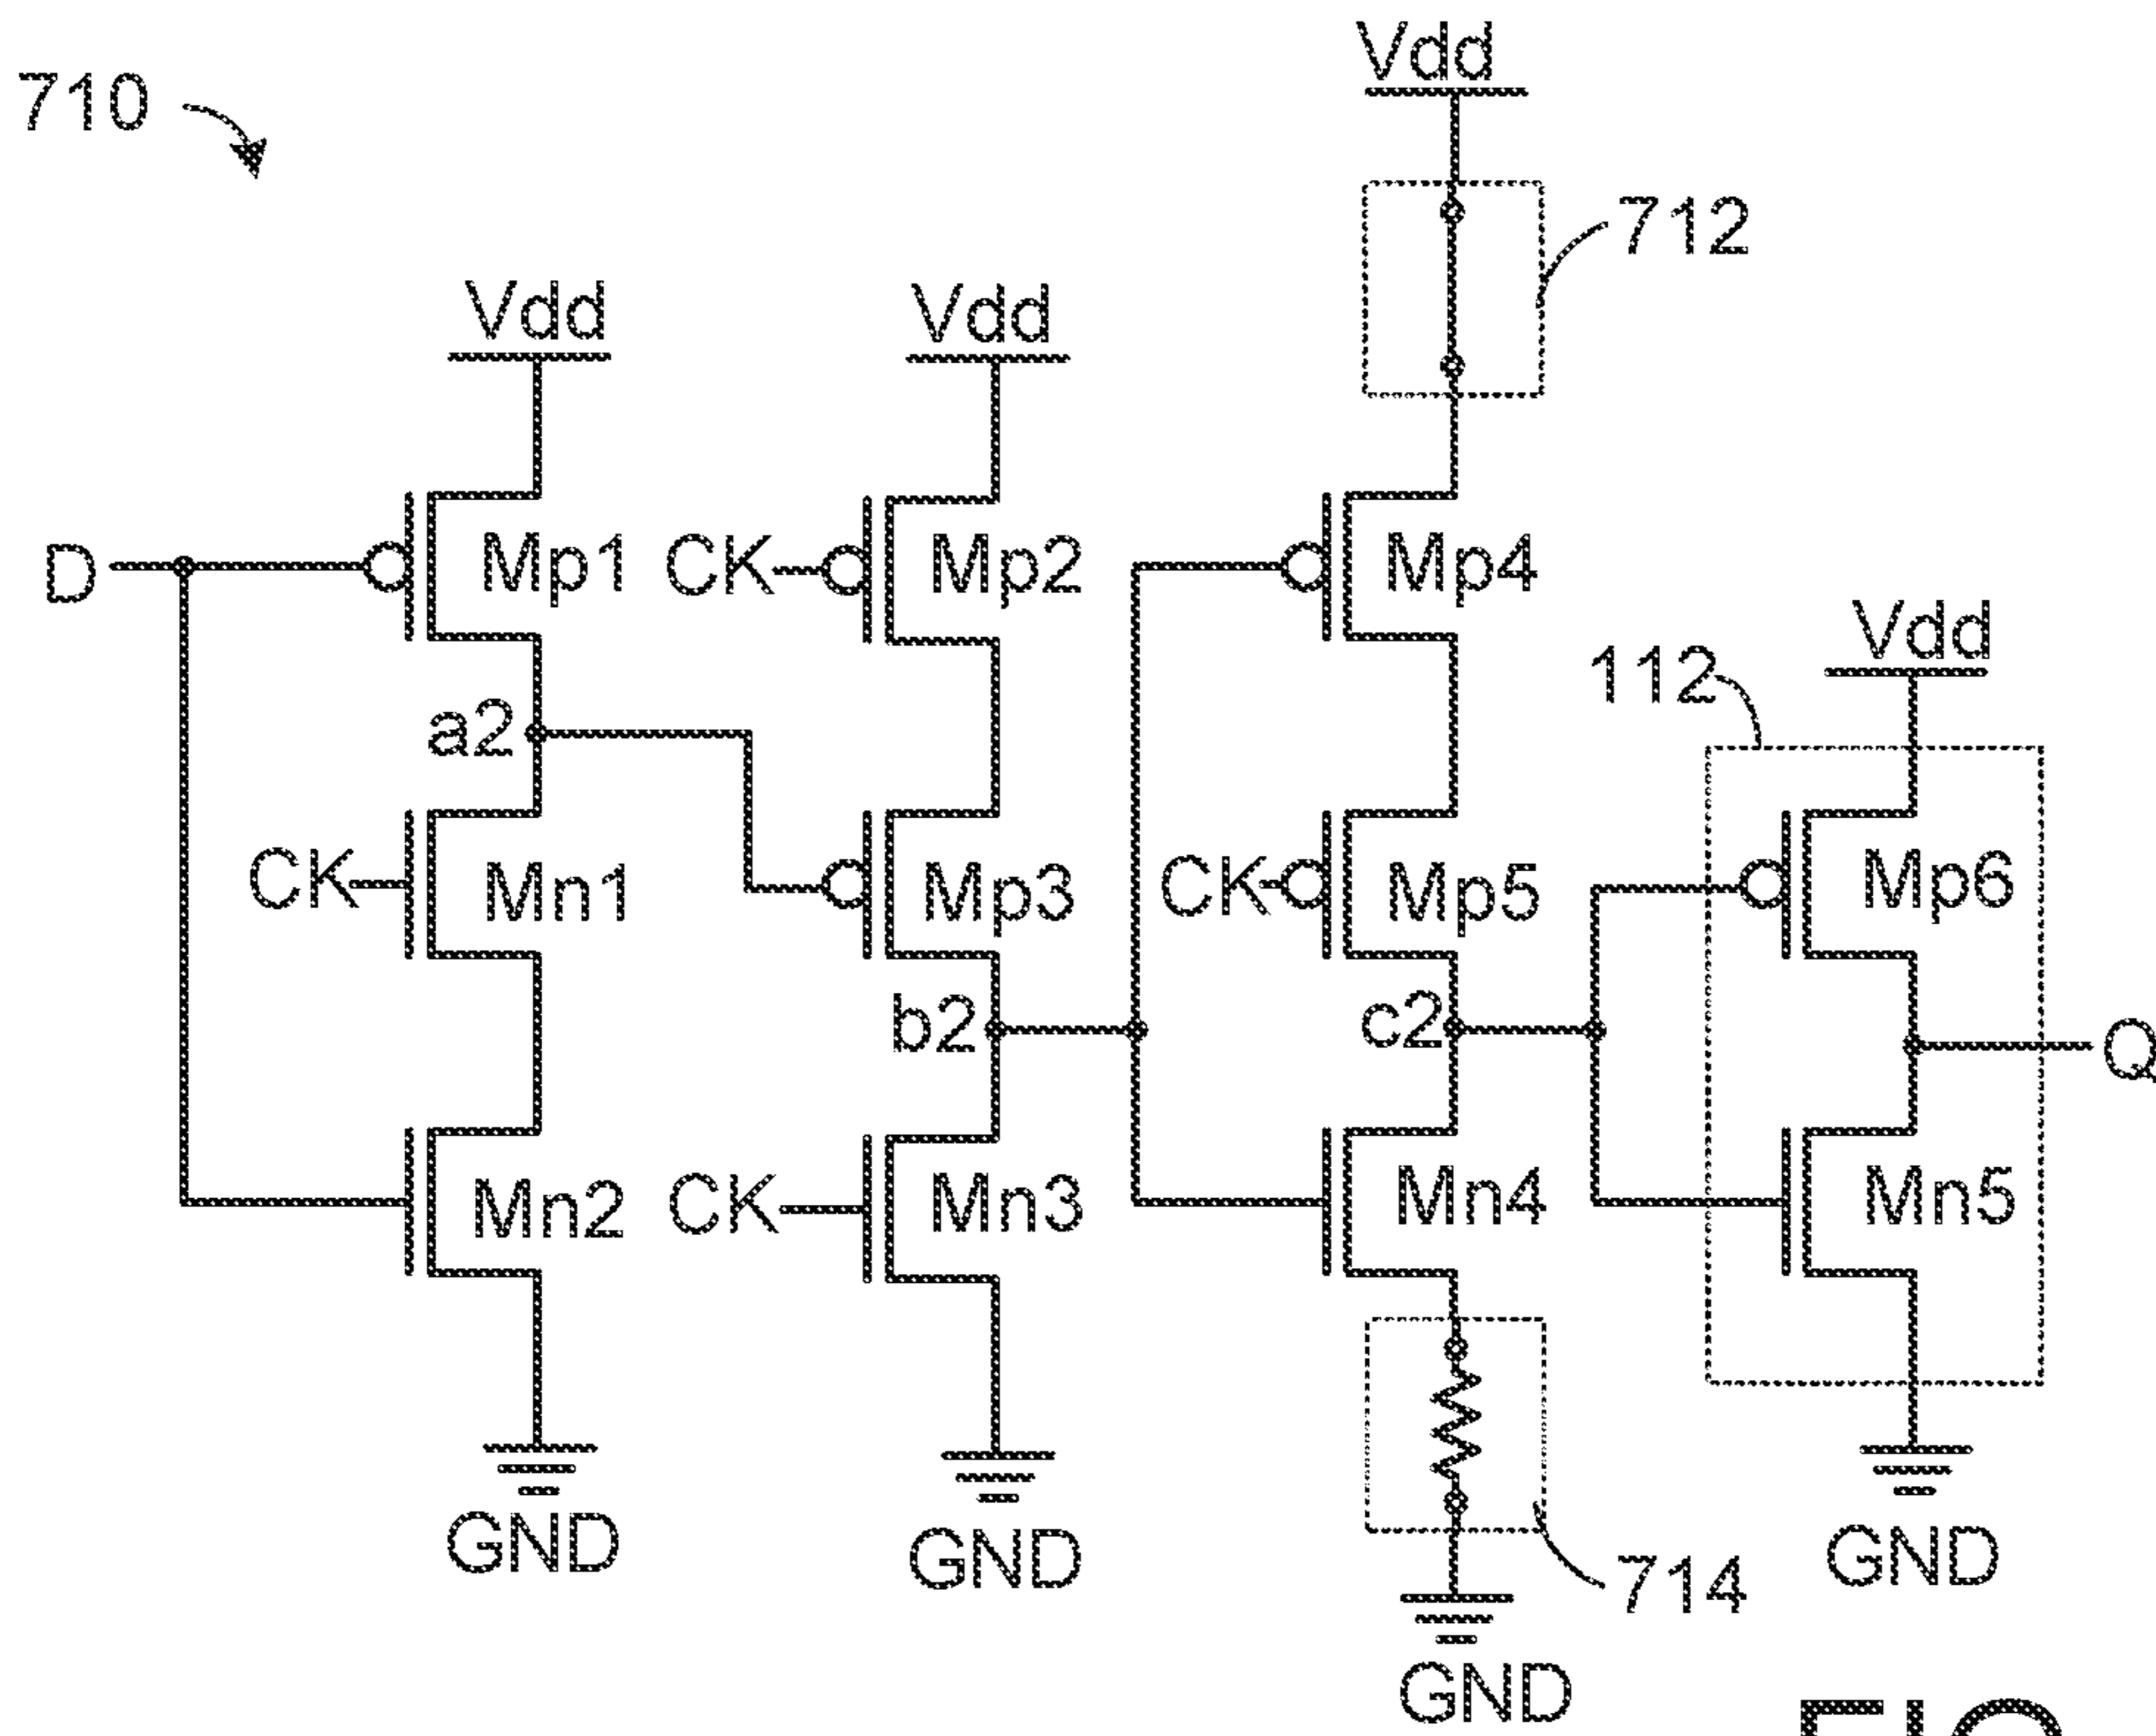 710
Vdd
712
Vdd
Vdd
D
Mp1
CK
Mp2
Mp4
Vdd
112
a2
CK
Mn1
Mp3
CK
Mp5
Mp6
b2
c2
Q
Mn2
CK
Mn3
Mn4
Mn5
GND
GND
714
GND
GND